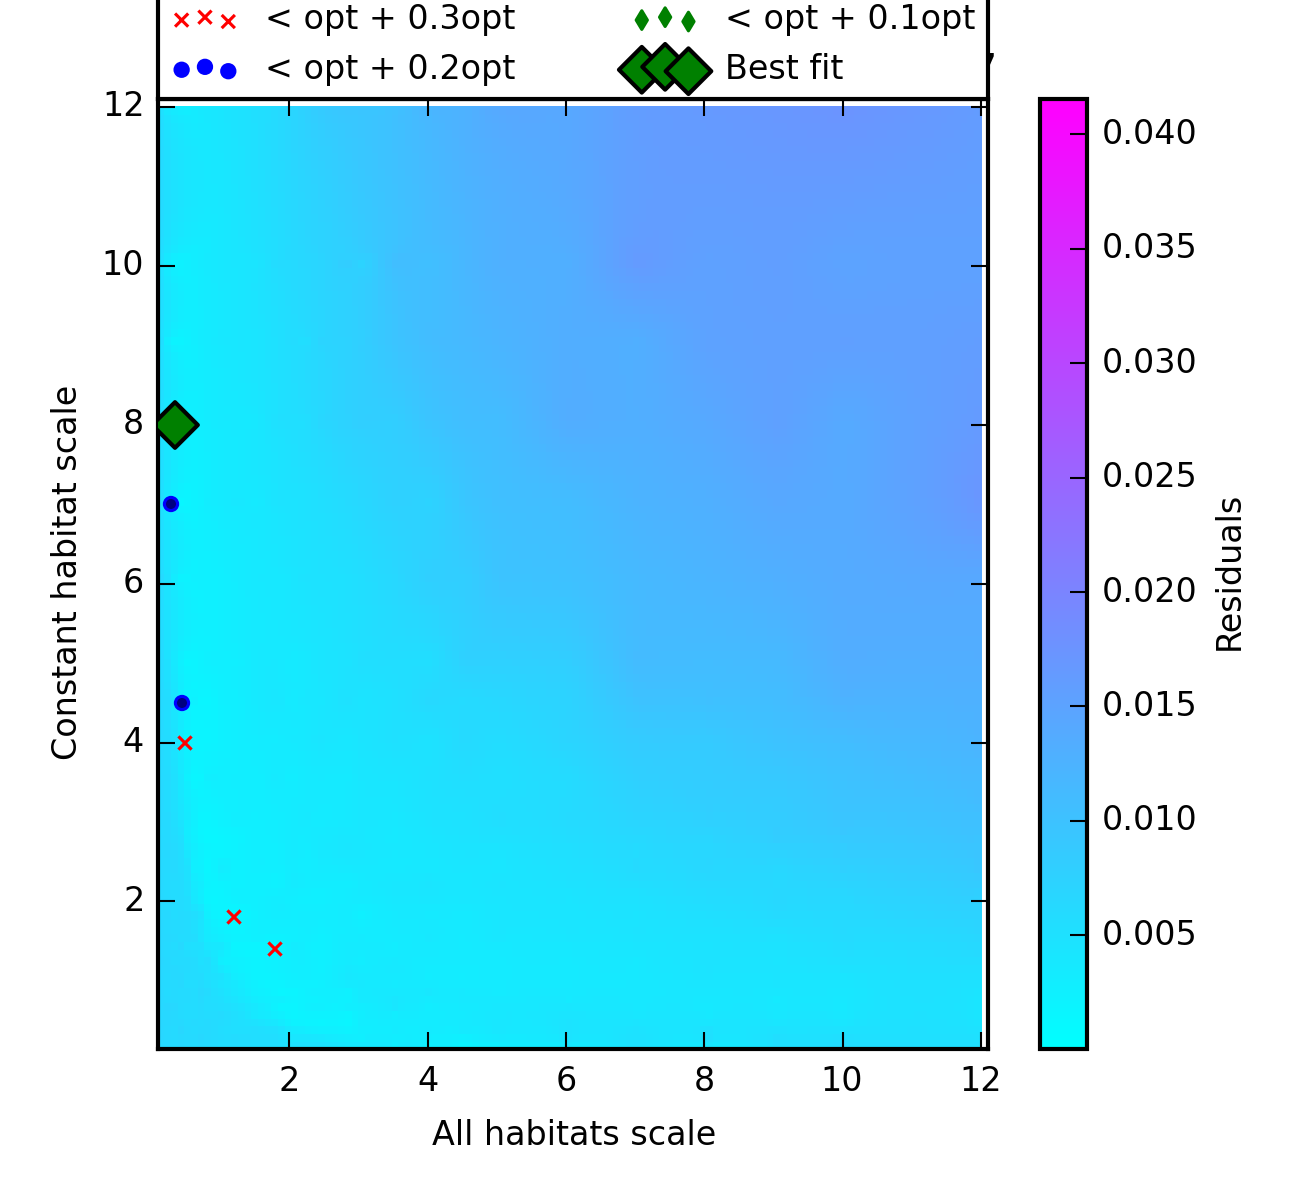 < opt + 0.3opt
< opt + 0.1opt
< opt + 0.2opt
Best fit
12
10
8
6
4
2
Constant habitat scale
2 4 6 8 10 12
All habitats scale
0.040
0.035
0.030
0.025
0.020
0.015
0.010
0.005
Residuals